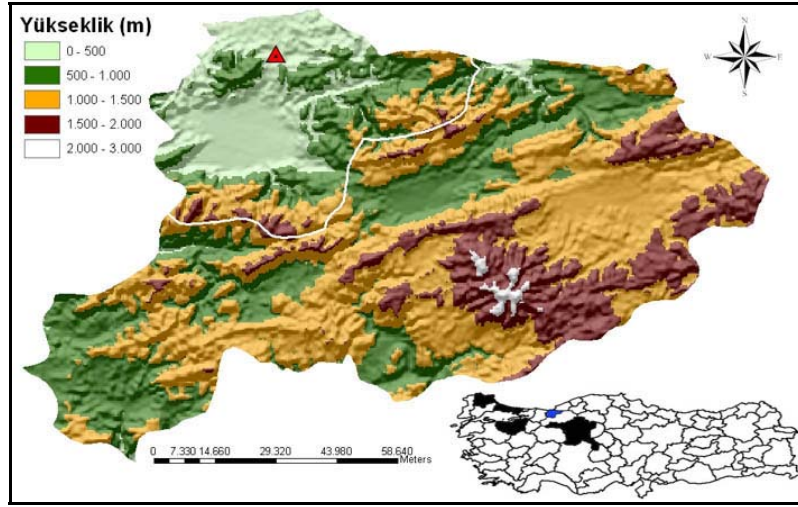 Yükseklik (m)
0 - 500
500 - 1.000
1.000 - 1.500
1.500 - 2.000
2.000 - 3.000
N
W E
S
0 7.330 14.660 29.320 43.980 58.640
Meters